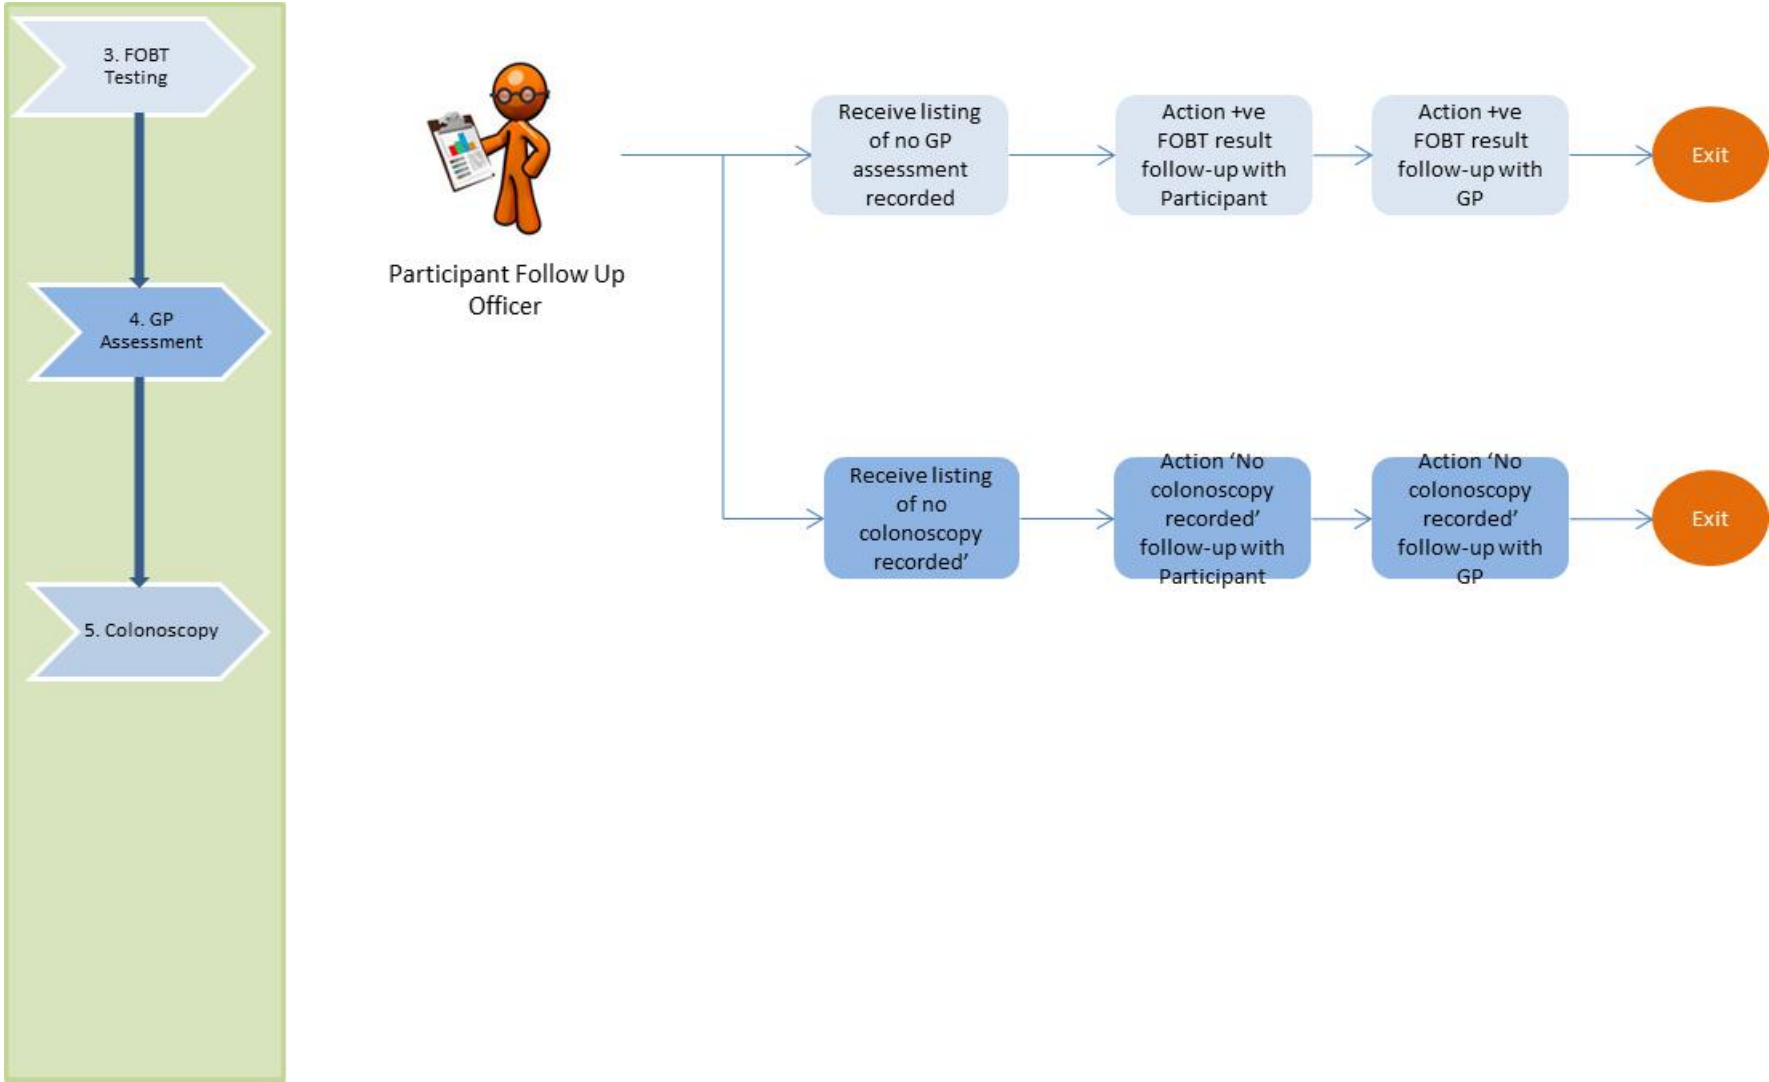 3. FOBT
Testing
4. GP
Assessment
5. Colonoscopy
Participant Follow Up
Officer
Receive listing
of no GP
assessment
recorded
Action +ve
FOBT result
follow-up with
Participant
Action +ve
FOBT result
follow-up with
GP
Exit
Receive listing
of no
colonoscopy
recorded’
Action ‘No
colonoscopy
recorded’
follow-up with
Participant
Action ‘No
colonoscopy
recorded’
follow-up with
GP
Exit